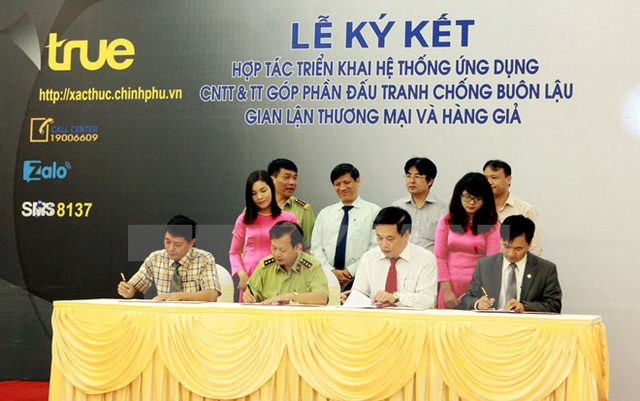 true
http://xacthuc.chinhphu.vn
CALL CENTER
19006609
Zalo
SMS 8137
LỄ KÝ KẾT
HỢP TÁC TRIỂN KHAI HỆ THỐNG ỨNG DỤNG
CNTT & TT GÓP PHẦN ĐẤU TRANH CHỐNG BUÔN LẬU
GIAN LẬN THƯƠNG MẠI VÀ HÀNG GIẢ